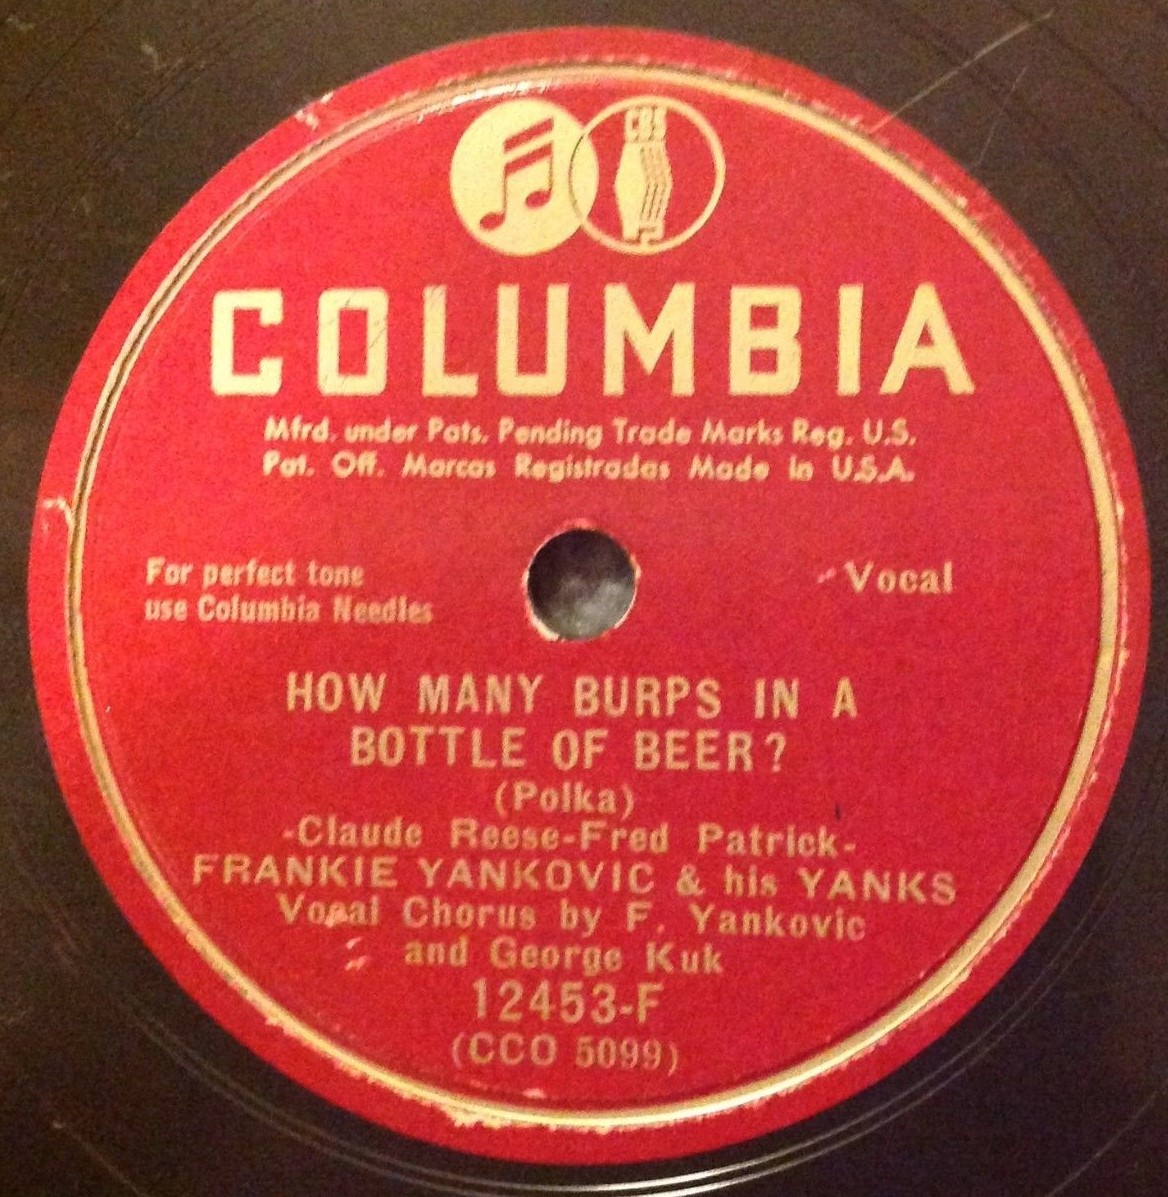 CBS
COLUMBIA
Mfrd. under Pats. Pending Trade Marks Reg. U.S.
Pat. Off. Marcas Registradas Made in U.S.A.
For perfect tone
use Columbia Needles
Vocal
HOW MANY BURPS IN A
BOTTLE OF BEER?
(Polka)
-Claude Reese-Fred Patrick-
FRANKIE YANKOVIC & his YANKS
Vocal Chorus by F. Yankovic
and George Kuk
12453-F
(CCO 5099)